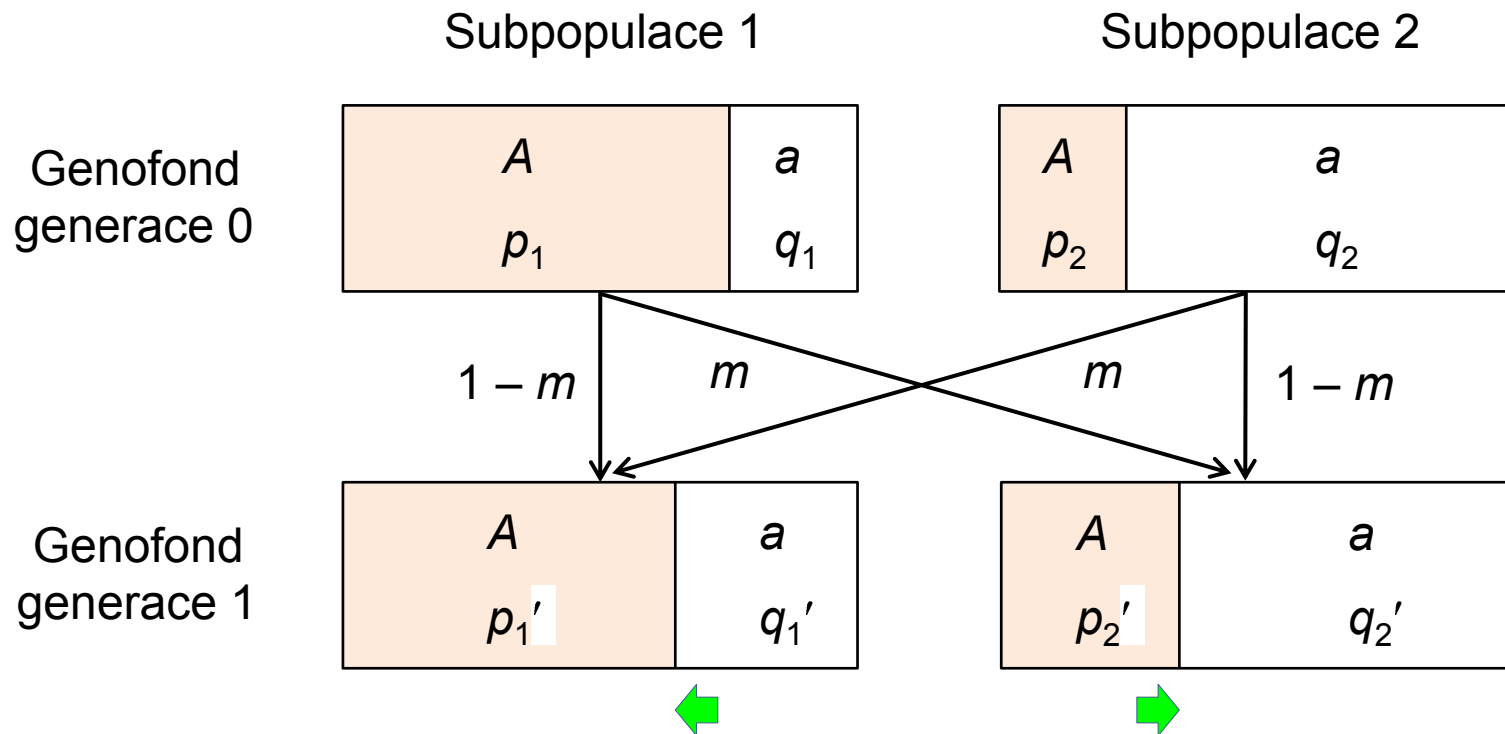 Subpopulace 1 Subpopulace 2
Genofond
generace 0
A a A a
p₁ q₁ p₂ q₂
1 – m m m 1 – m
Genofond
generace 1
A a A a
p₁′ q₁′ p₂′ q₂′